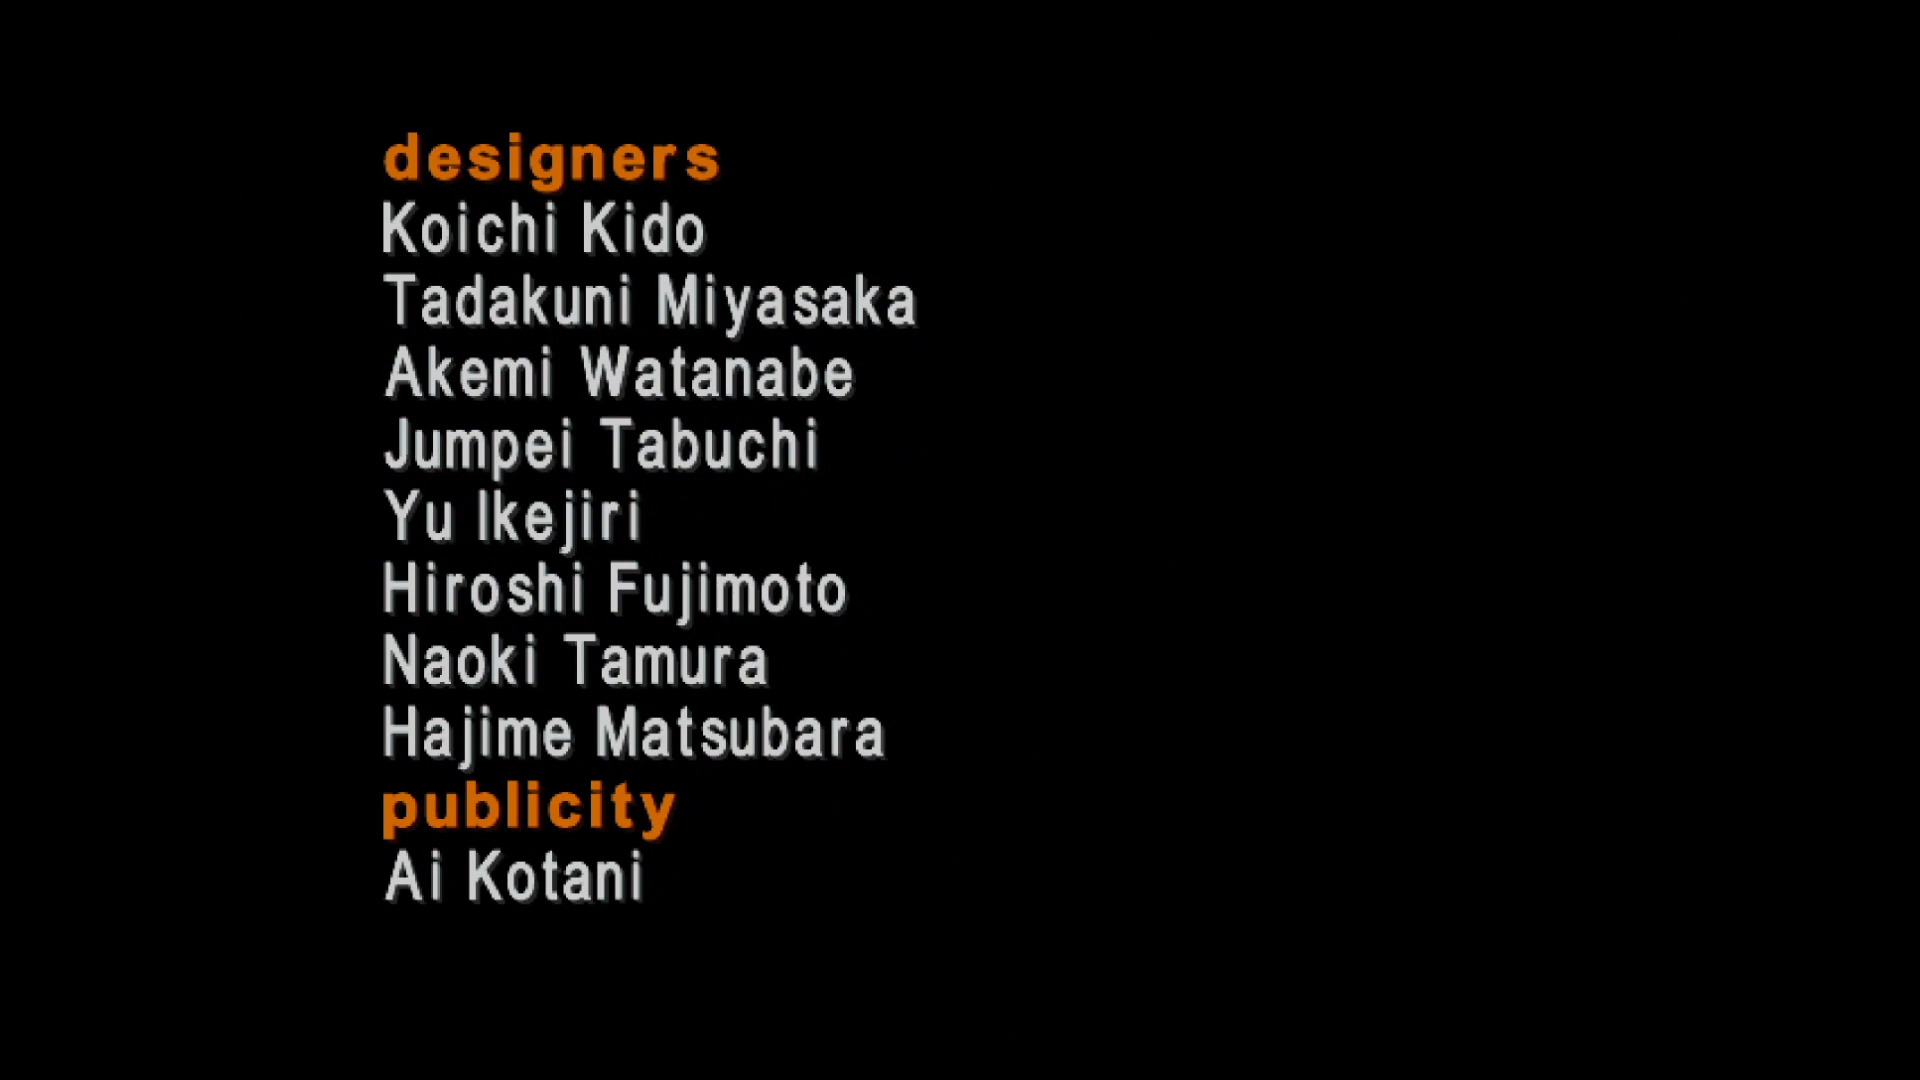 designers
Koichi Kido
Tadakuni Miyasaka
Akemi Watanabe
Jumpei Tabuchi
Yu Ikejiri
Hiroshi Fujimoto
Naoki Tamura
Hajime Matsubara
publicity
Ai Kotani